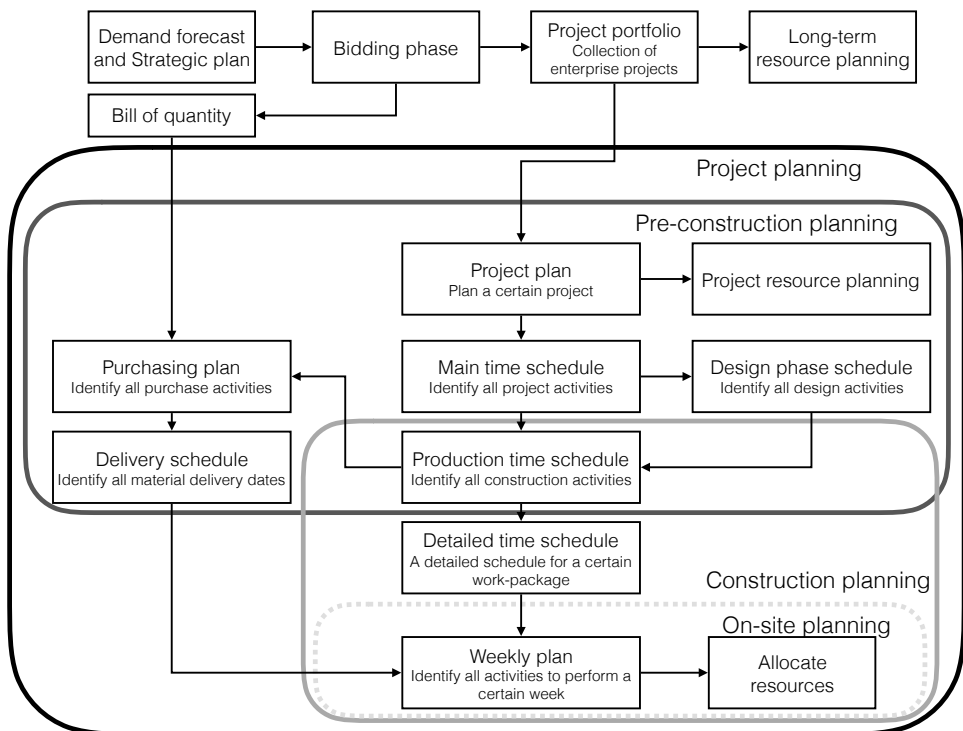 Demand forecast
and Strategic plan
Bidding phase
Project portfolio
Collection of
enterprise projects
Long-term
resource planning
Bill of quantity
Project planning
Pre-construction planning
Project plan
Plan a certain project
Project resource planning
Purchasing plan
Identify all purchase activities
Main time schedule
Identify all project activities
Design phase schedule
Identify all design activities
Delivery schedule
Identify all material delivery dates
Production time schedule
Identify all construction activities
Detailed time schedule
A detailed schedule for a certain
work-package
Construction planning
On-site planning
Weekly plan
Identify all activities to perform a
certain week
Allocate
resources